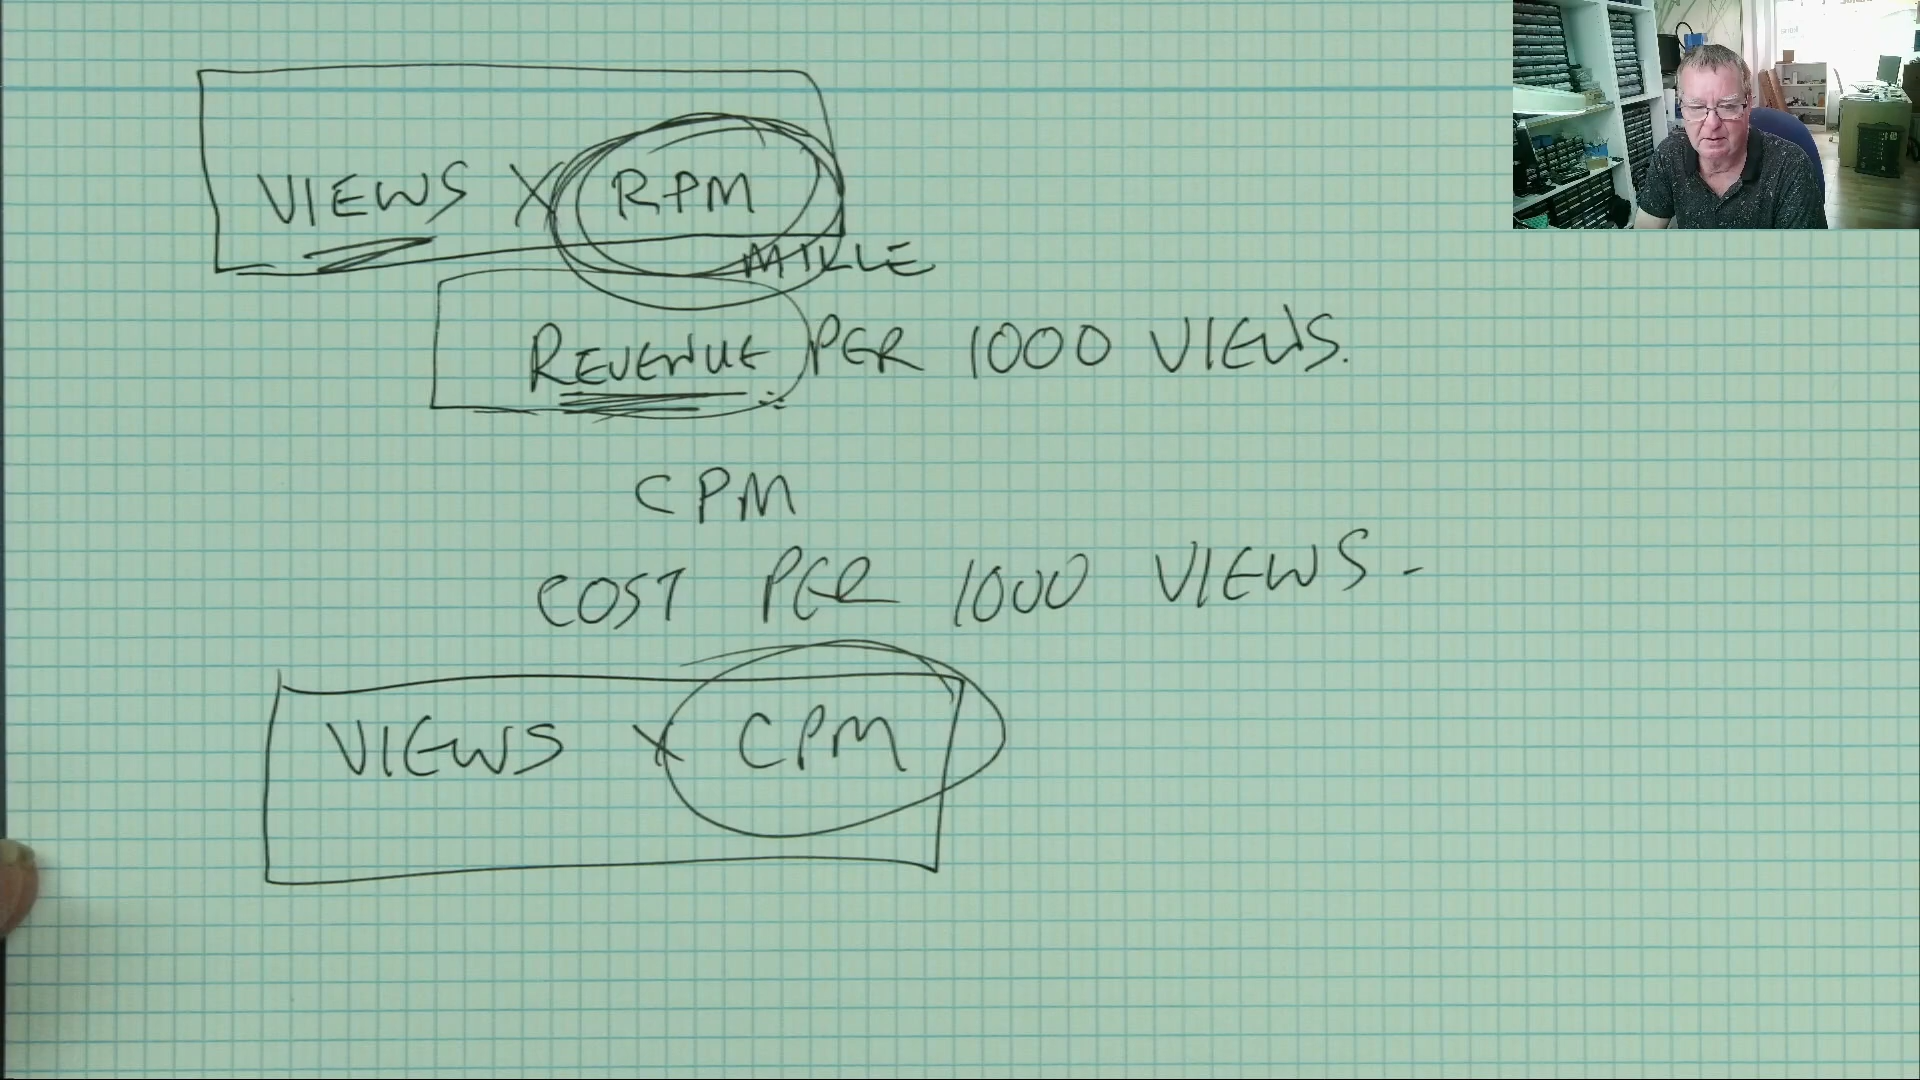 VIEWS X RPM
MILLE
REVENUE PER 1000 VIEWS.
CPM
COST PER 1000 VIEWS-
VIEWS X CPM